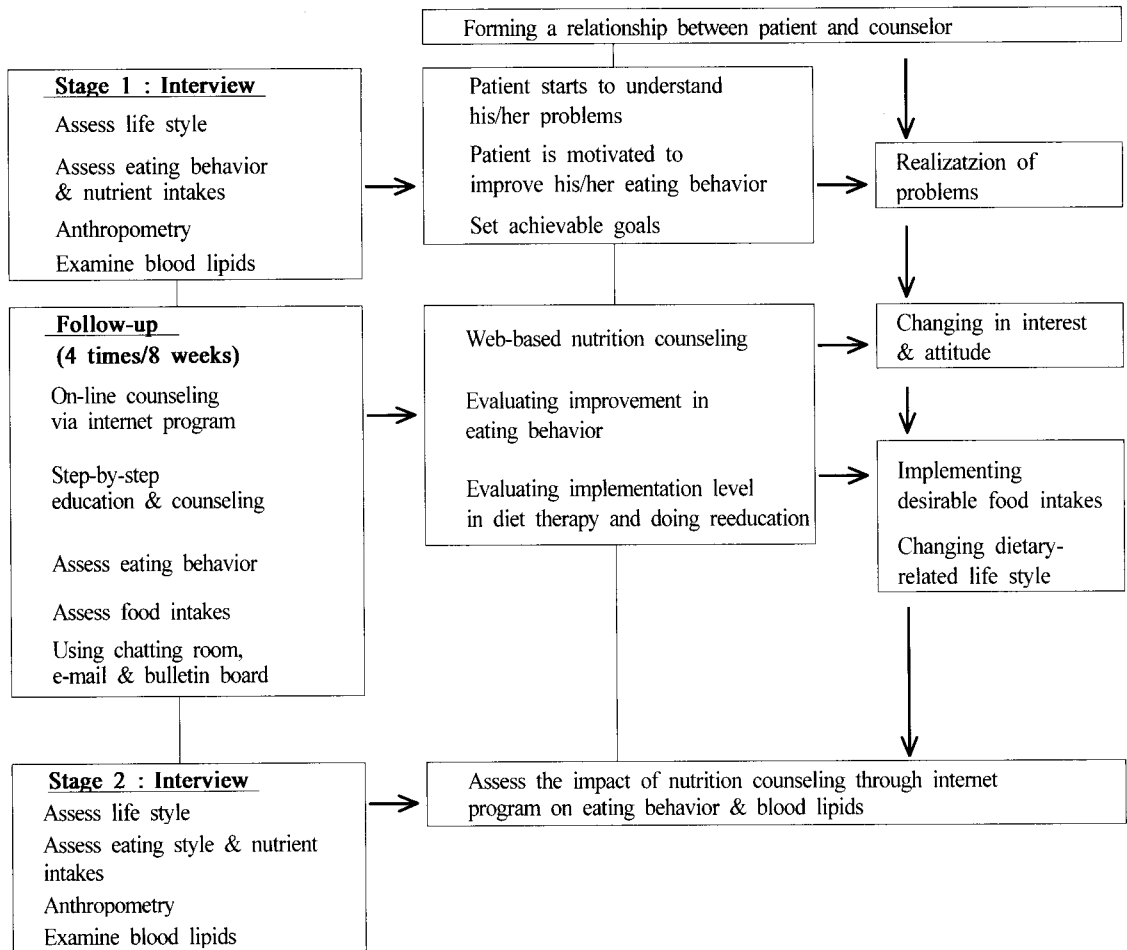 Forming a relationship between patient and counselor
Stage 1 : Interview
Assess life style
Assess eating behavior
& nutrient intakes
Anthropometry
Examine blood lipids
Patient starts to understand
his/her problems
Patient is motivated to
improve his/her eating behavior
Set achievable goals
Realizatzion of
problems
Follow-up
(4 times/8 weeks)
On-line counseling
via internet program
Step-by-step
education & counseling
Assess eating behavior
Assess food intakes
Using chatting room,
e-mail & bulletin board
Web-based nutrition counseling
Evaluating improvement in
eating behavior
Evaluating implementation level
in diet therapy and doing reeducation
Changing in interest
& attitude
Implementing
desirable food intakes
Changing dietary-
related life style
Stage 2 : Interview
Assess life style
Assess eating style & nutrient
intakes
Anthropometry
Examine blood lipids
Assess the impact of nutrition counseling through internet
program on eating behavior & blood lipids